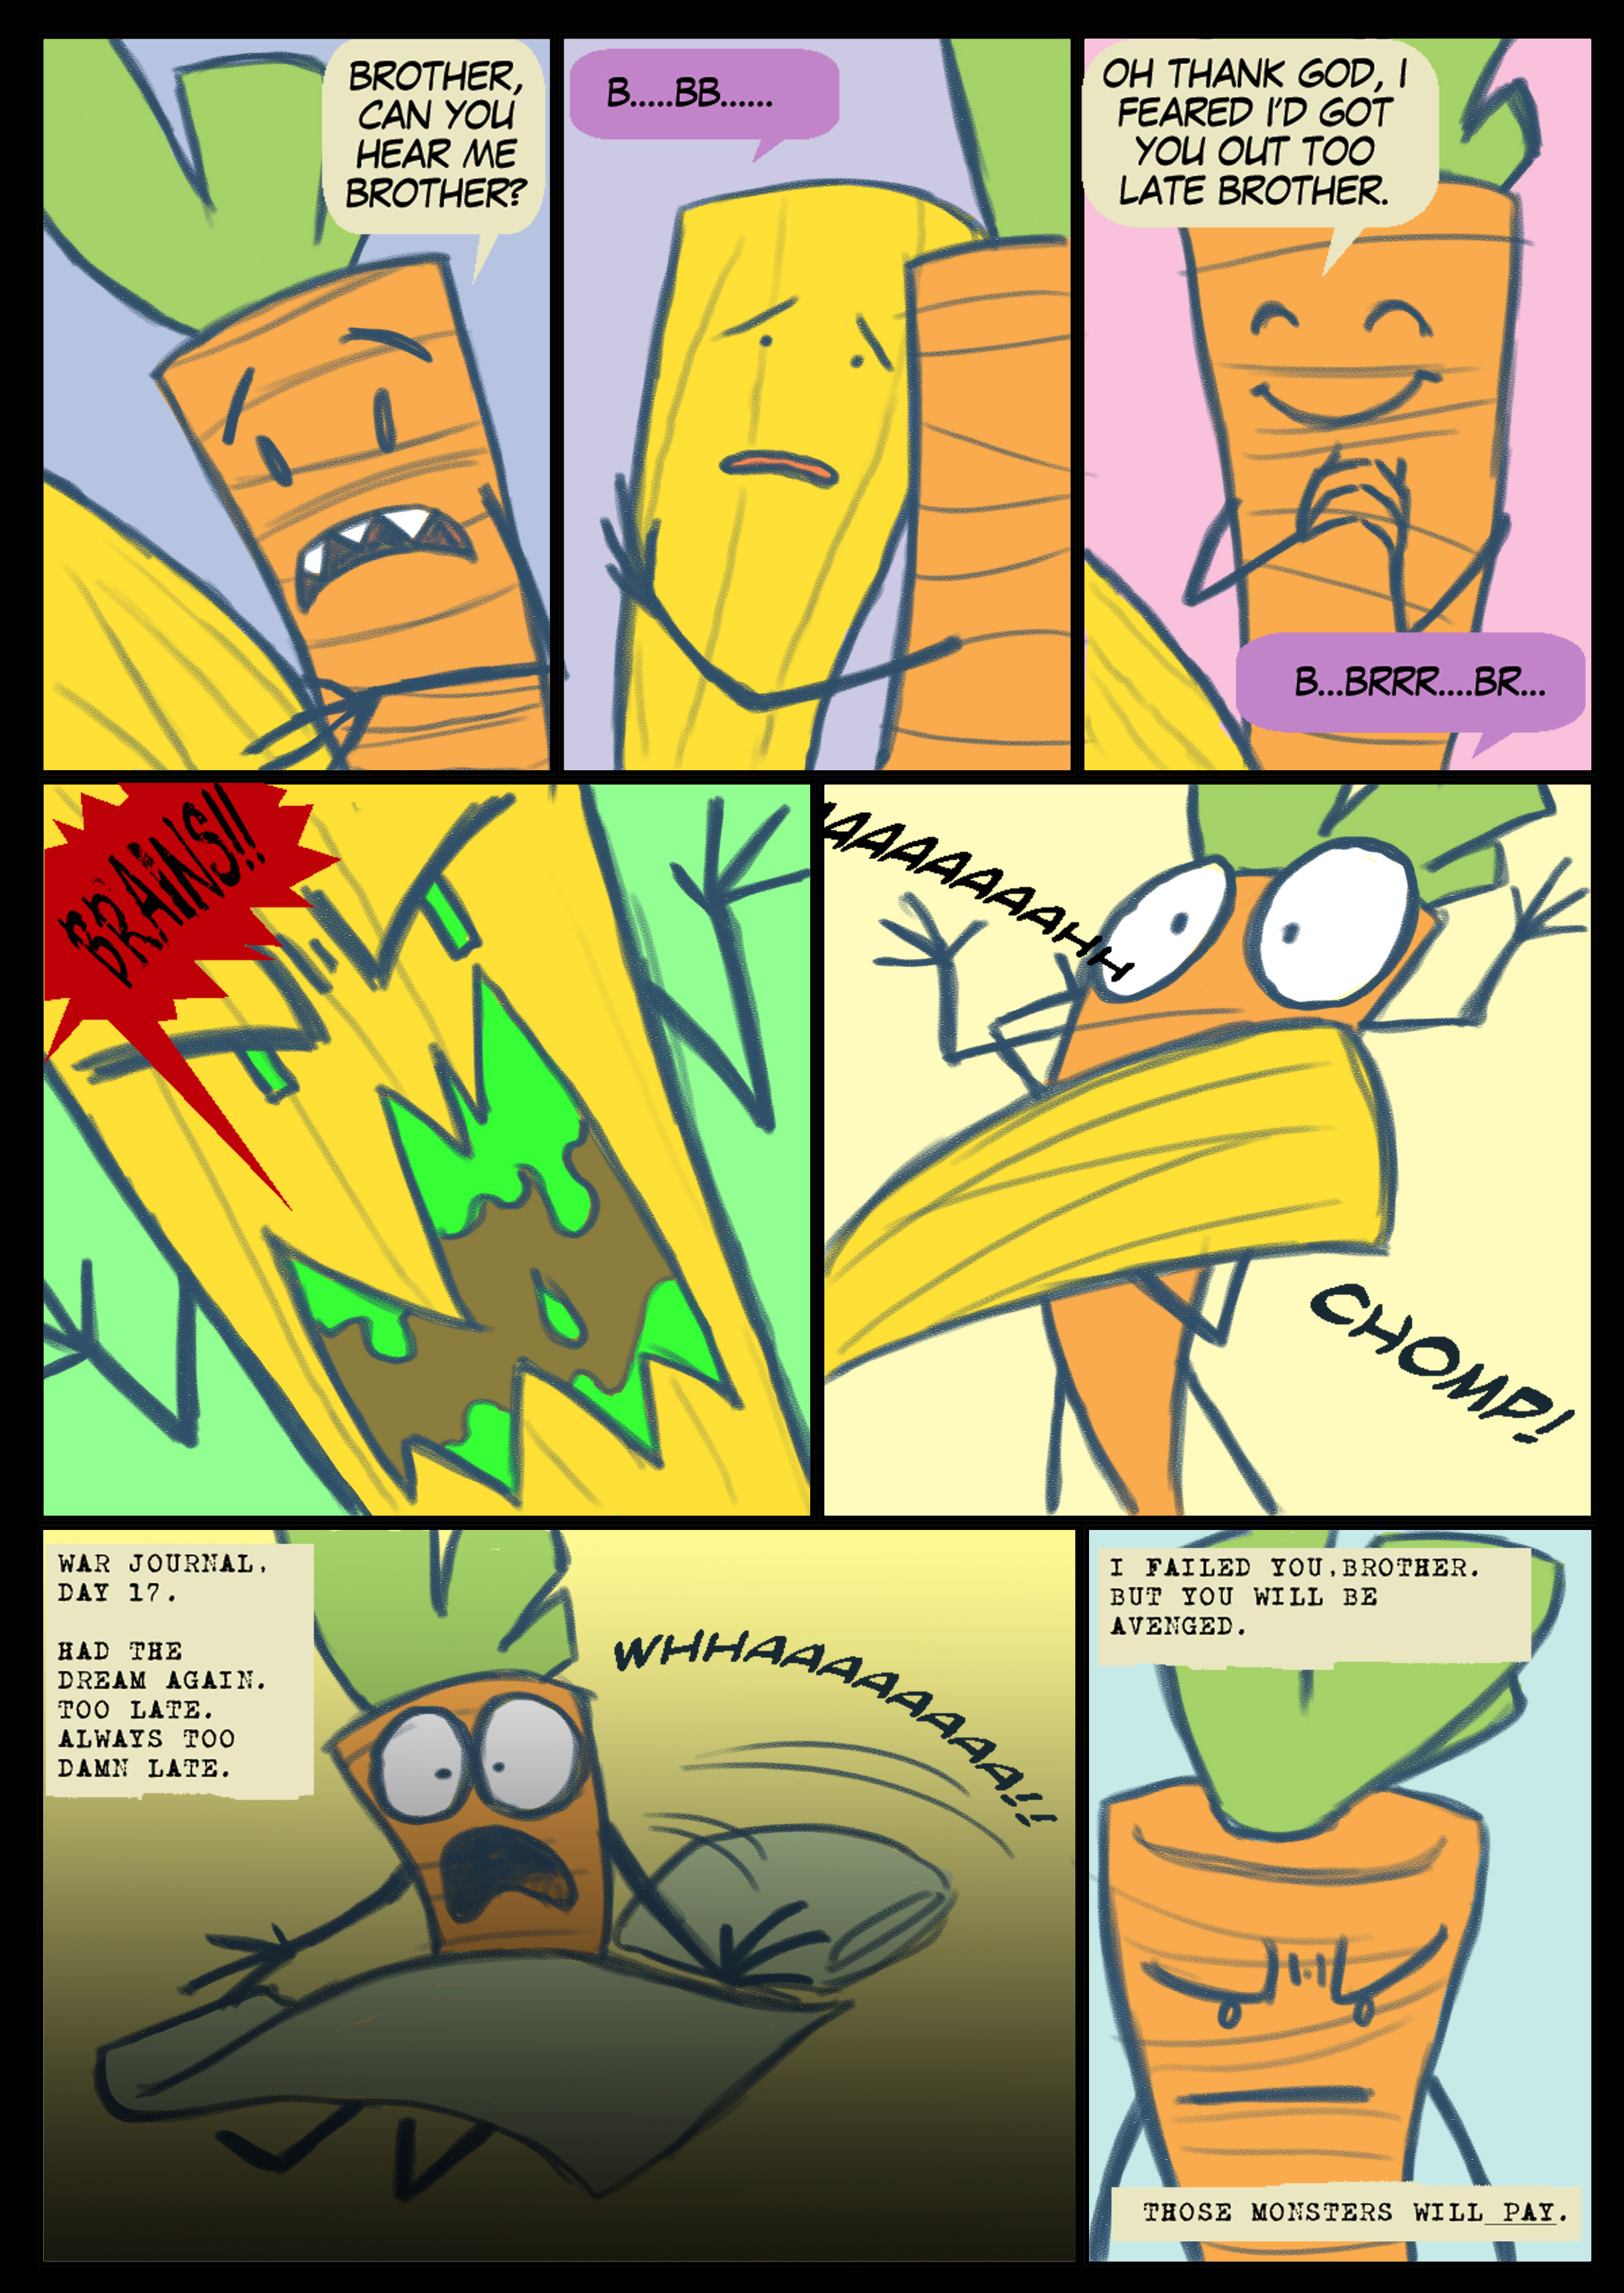 BROTHER,
CAN YOU
HEAR ME
BROTHER?
B.....BB......
OH THANK GOD, I
FEARED I'D GOT
YOU OUT TOO
LATE BROTHER.
B...BRRR....BR...
BRAINS!!
AAAAAAAAHH
CHOMP!
WAR JOURNAL,
DAY 17.
HAD THE
DREAM AGAIN.
TOO LATE.
ALWAYS TOO
DAMN LATE.
WHHAAAAAAAAA!!
I FAILED YOU,BROTHER.
BUT YOU WILL BE
AVENGED.
THOSE MONSTERS WILL PAY.